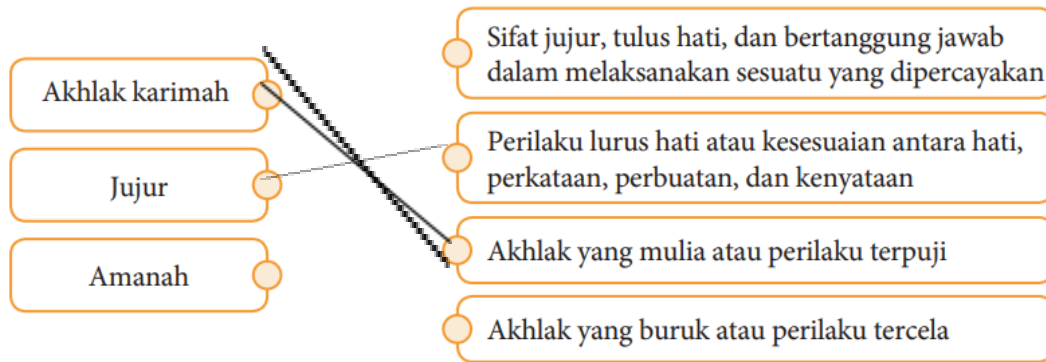 Akhlak karimah
Jujur
Amanah
Sifat jujur, tulus hati, dan bertanggung jawab
dalam melaksanakan sesuatu yang dipercayakan
Perilaku lurus hati atau kesesuaian antara hati,
perkataan, perbuatan, dan kenyataan
Akhlak yang mulia atau perilaku terpuji
Akhlak yang buruk atau perilaku tercela